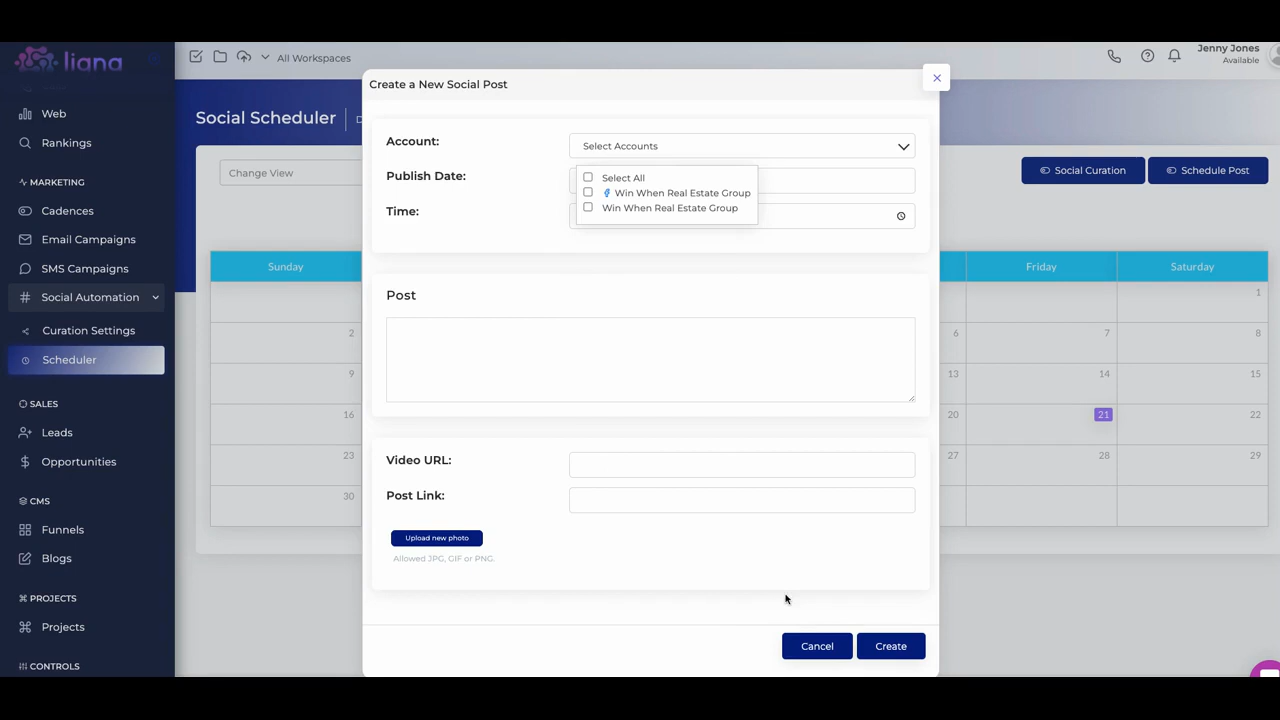 liana
All Workspaces
Jenny Jones
Available
Web
Rankings
MARKETING
Cadences
Email Campaigns
SMS Campaigns
Social Automation
Curation Settings
Scheduler
SALES
Leads
Opportunities
CMS
Funnels
Blogs
PROJECTS
Projects
CONTROLS
Social Scheduler
Change View
Social Curation
Schedule Post
Sunday
Friday
Saturday
1
2
6
7
8
9
13
14
15
16
20
21
22
23
27
28
29
30
Create a New Social Post
Account:
Select Accounts
Select All
Win When Real Estate Group
Win When Real Estate Group
Publish Date:
Time:
Post
Video URL:
Post Link:
Upload new photo
Allowed JPG, GIF or PNG.
Cancel
Create